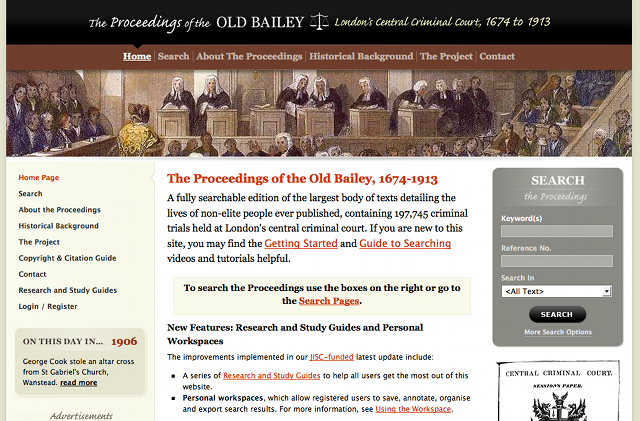 The Proceedings of the OLD BAILEY London's Central Criminal Court, 1674 to 1913
Home Search About The Proceedings Historical Background The Project Contact
Home Page
Search
About the Proceedings
Historical Background
The Project
Copyright & Citation Guide
Contact
Research and Study Guides
Login / Register
ON THIS DAY IN... 1906
George Cook stole an altar cross
from St Gabriel's Church,
Wanstead. read more
Advertisements
The Proceedings of the Old Bailey, 1674-1913
A fully searchable edition of the largest body of texts detailing the
lives of non-elite people ever published, containing 197,745 criminal
trials held at London's central criminal court. If you are new to this
site, you may find the Getting Started and Guide to Searching
videos and tutorials helpful.
To search the Proceedings use the boxes on the right or go to
the Search Pages.
New Features: Research and Study Guides and Personal
Workspaces
The improvements implemented in our JISC-funded latest update include:
A series of Research and Study Guides to help all users get the most out of this
website.
Personal workspaces, which allow registered users to save, annotate, organise
and export search results. For more information, see Using the Workspace.
SEARCH
the Proceedings
Keyword(s)
Reference No.
Search In
<All Text>
SEARCH
More Search Options
CENTRAL CRIMINAL COURT.
SESSIONS PAPER.